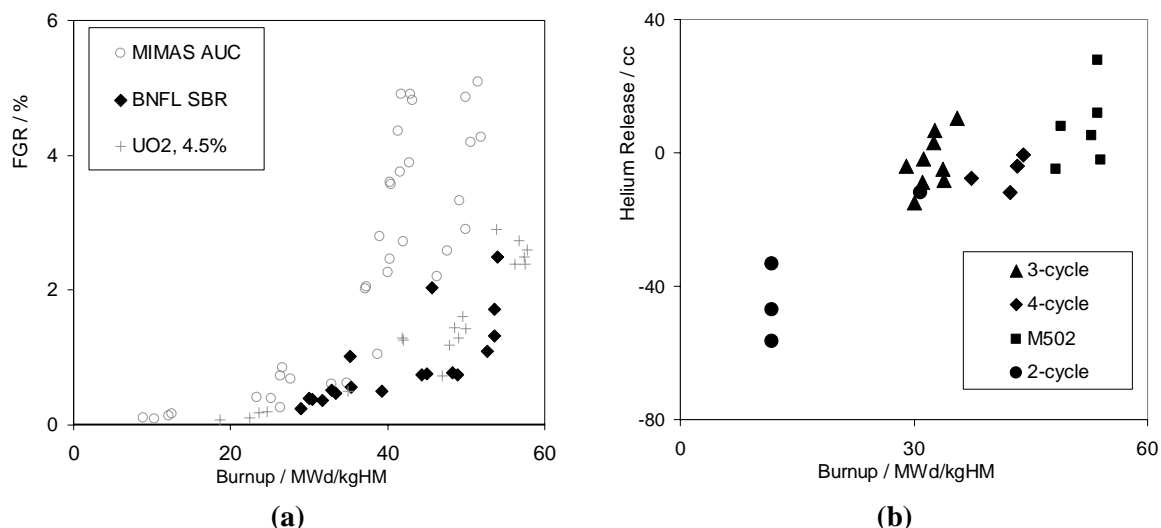 6
4
2
0
FGR / %
MIMAS AUC
BNFL SBR
UO2, 4.5%
0 20 40 60
Burnup / MWd/kgHM
(a)
40
0
-40
-80
Helium Release / cc
3-cycle
4-cycle
M502
2-cycle
0 30 60
Burnup / MWd/kgHM
(b)